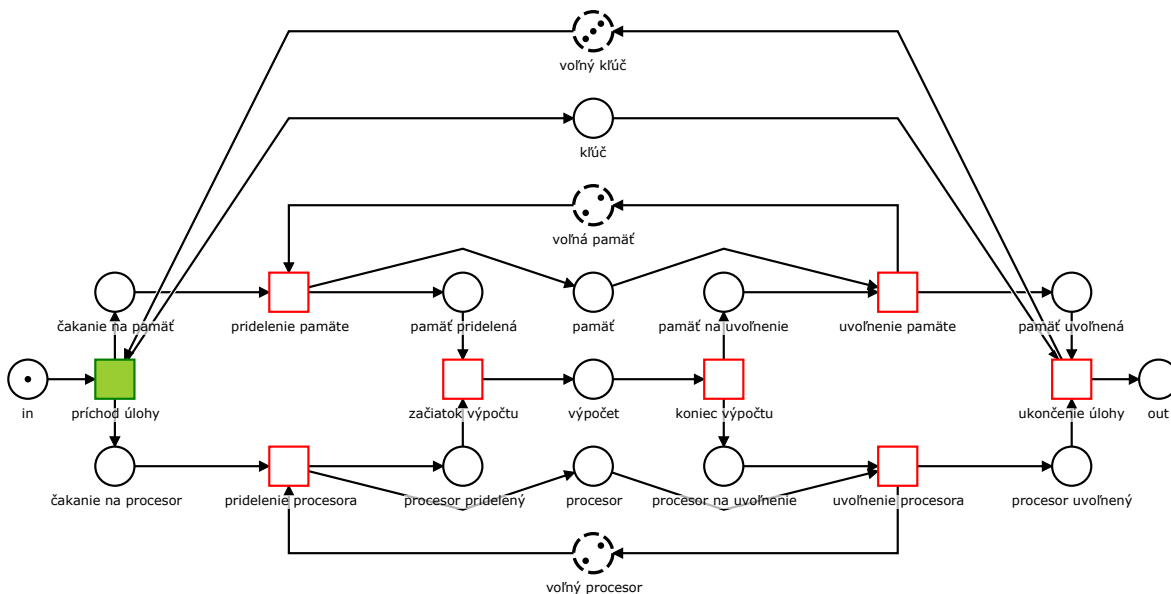 voľný kľúč
kľúč
voľná pamäť
čakanie na pamäť
pridelenie pamäte
pamäť pridelená
pamäť
pamäť na uvoľnenie
uvoľnenie pamäte
pamäť uvoľnená
in
príchod úlohy
začiatok výpočtu
výpočet
koniec výpočtu
ukončenie úlohy
out
čakanie na procesor
pridelenie procesora
procesor pridelený
procesor
procesor na uvoľnenie
uvoľnenie procesora
procesor uvoľnený
voľný procesor